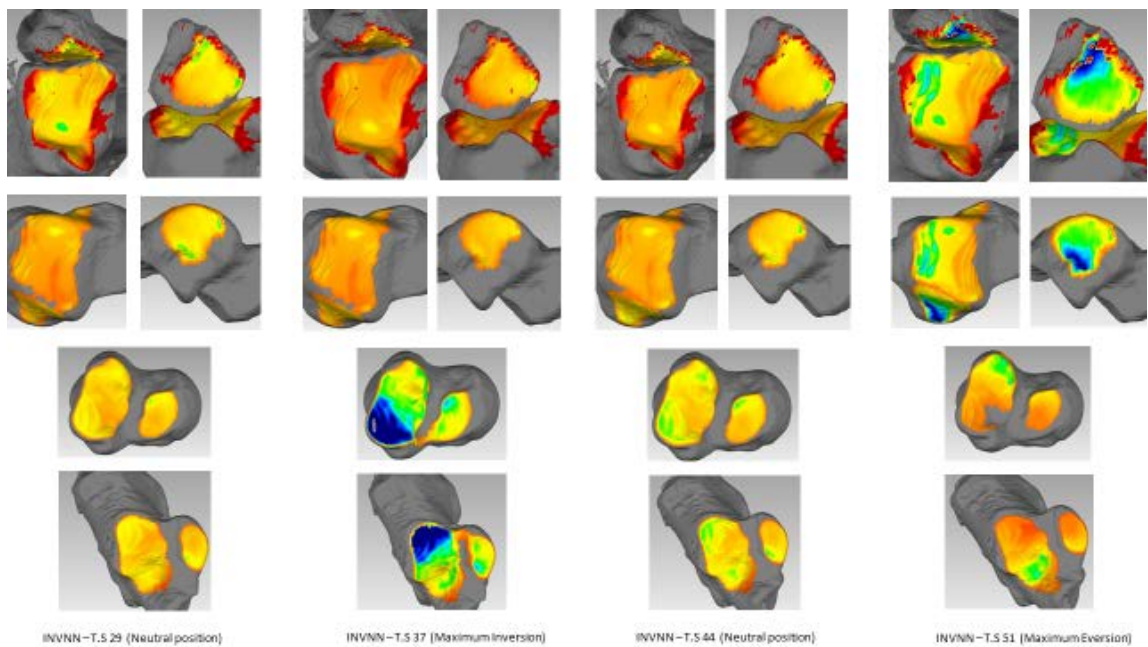 INVNN–T.S 29 (Neutral position)
INVNN–T.S 37 (Maximum Inversion)
INVNN–T.S 44 (Neutral position)
INVNN–T.S 51 (Maximum Eversion)